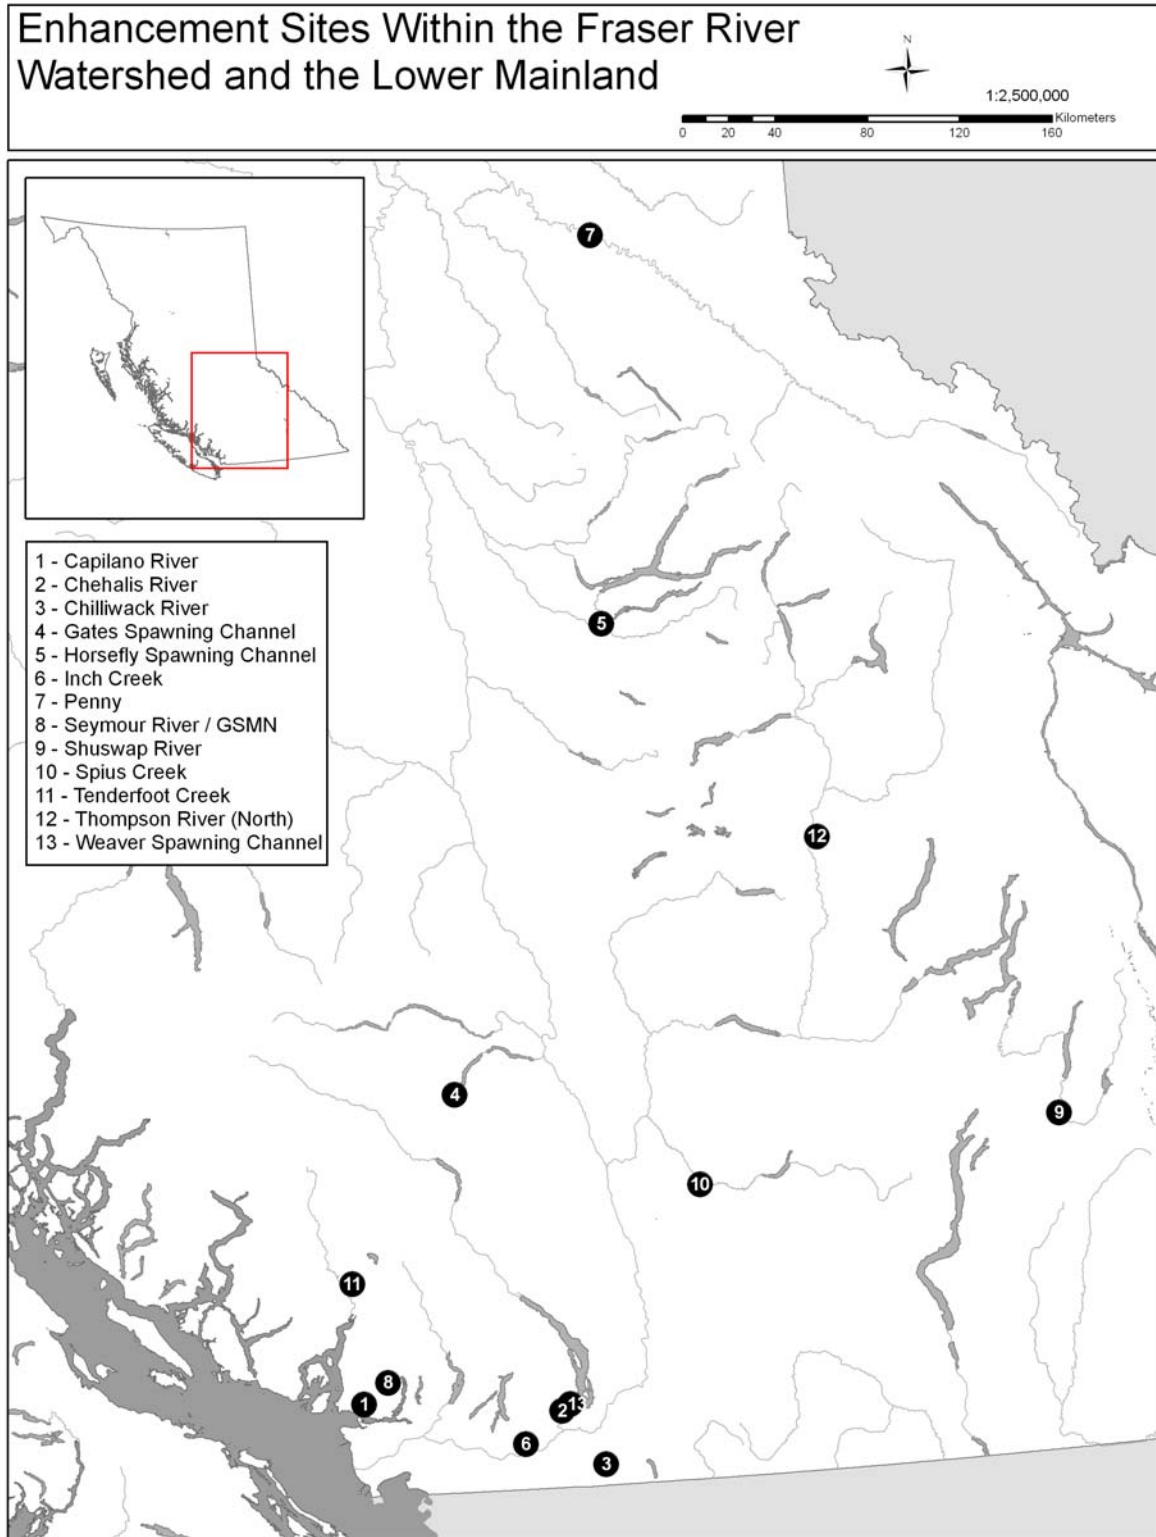 Enhancement Sites Within the Fraser River
Watershed and the Lower Mainland
N
1:2,500,000
Kilometers
0 20 40 80 120 160
7
1 - Capilano River
2 - Chehalis River
3 - Chilliwack River
4 - Gates Spawning Channel
5 - Horsefly Spawning Channel
6 - Inch Creek
7 - Penny
8 - Seymour River / GSMN
9 - Shuswap River
10 - Spius Creek
11 - Tenderfoot Creek
12 - Thompson River (North)
13 - Weaver Spawning Channel
5
12
4
9
10
11
8
1
2
13
6
3